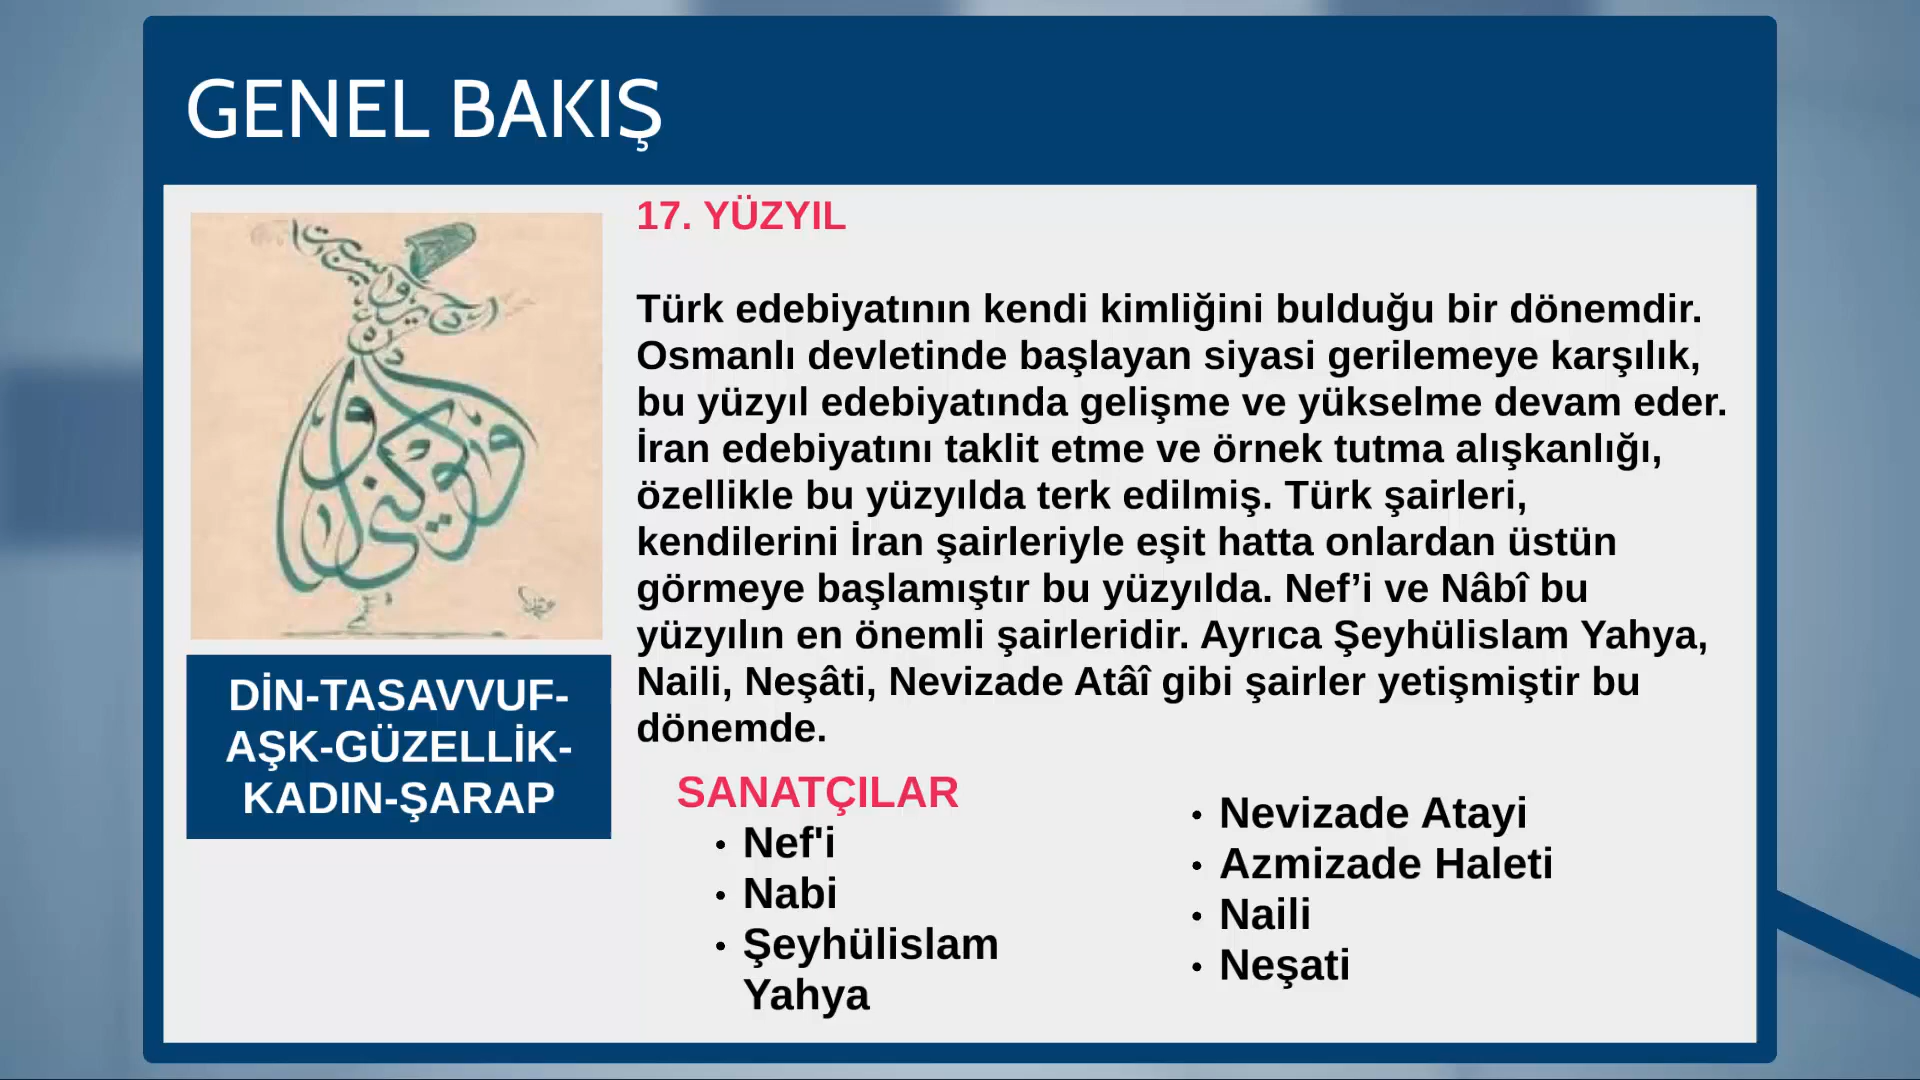 GENEL BAKIŞ
17. YÜZYIL
Türk edebiyatının kendi kimliğini bulduğu bir dönemdir.
Osmanlı devletinde başlayan siyasi gerilemeye karşılık,
bu yüzyıl edebiyatında gelişme ve yükselme devam eder.
İran edebiyatını taklit etme ve örnek tutma alışkanlığı,
özellikle bu yüzyılda terk edilmiş. Türk şairleri,
kendilerini İran şairleriyle eşit hatta onlardan üstün
görmeye başlamıştır bu yüzyılda. Nef’i ve Nâbî bu
yüzyılın en önemli şairleridir. Ayrıca Şeyhülislam Yahya,
Naili, Neşâti, Nevizade Atâî gibi şairler yetişmiştir bu
dönemde.
DİN-TASAVVUF-
AŞK-GÜZELLİK-
KADIN-ŞARAP
SANATÇILAR
• Nef'i
• Nabi
• Şeyhülislam
Yahya
• Nevizade Atayi
• Azmizade Haleti
• Naili
• Neşati